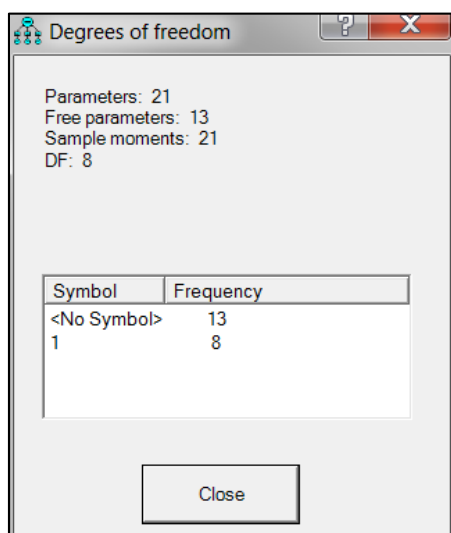 Degrees of freedom
Parameters: 21
Free parameters: 13
Sample moments: 21
DF: 8
Symbol Frequency
<No Symbol> 13
1 8
Close